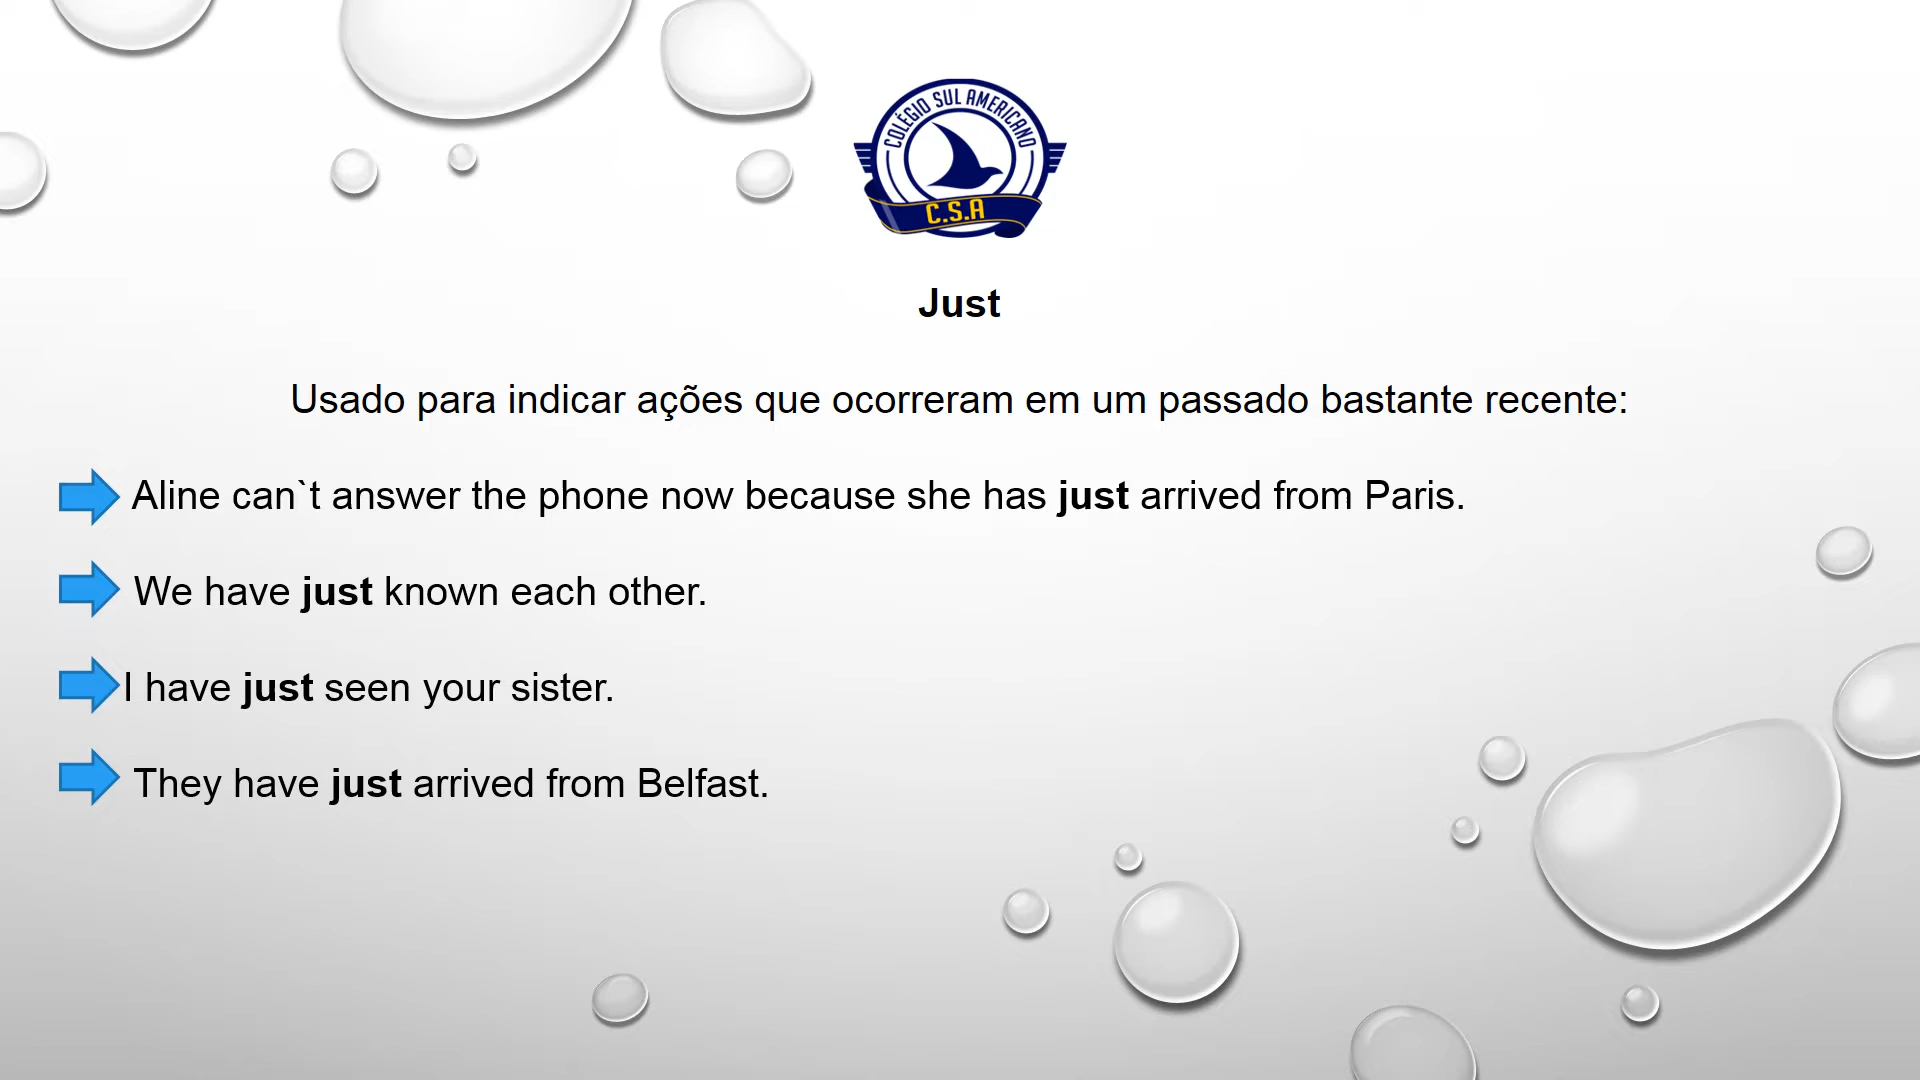 COLÉGIO SUL AMERICANO
C.S.A
Just
Usado para indicar ações que ocorreram em um passado bastante recente:
Aline can`t answer the phone now because she has just arrived from Paris.
We have just known each other.
I have just seen your sister.
They have just arrived from Belfast.